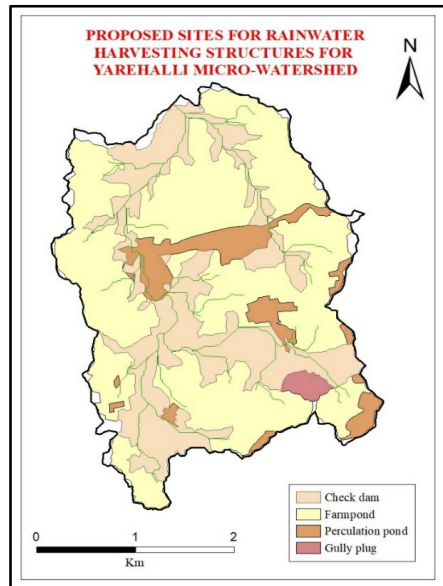 PROPOSED SITES FOR RAINWATER
HARVESTING STRUCTURES FOR
YAREHALLI MICRO-WATERSHED
N
Check dam
Farmpond
Perculation pond
Gully plug
0 1 2
Km